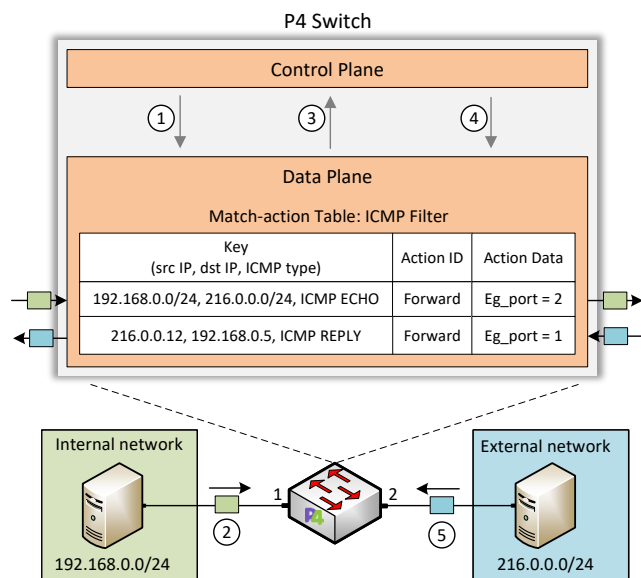 P4 Switch
Control Plane
1
3
4
Data Plane
Match-action Table: ICMP Filter
Key
(src IP, dst IP, ICMP type)
Action ID
Action Data
192.168.0.0/24, 216.0.0.0/24, ICMP ECHO
Forward
Eg_port = 2
216.0.0.12, 192.168.0.5, ICMP REPLY
Forward
Eg_port = 1
Internal network
192.168.0.0/24
2
1
P4
2
5
External network
216.0.0.0/24